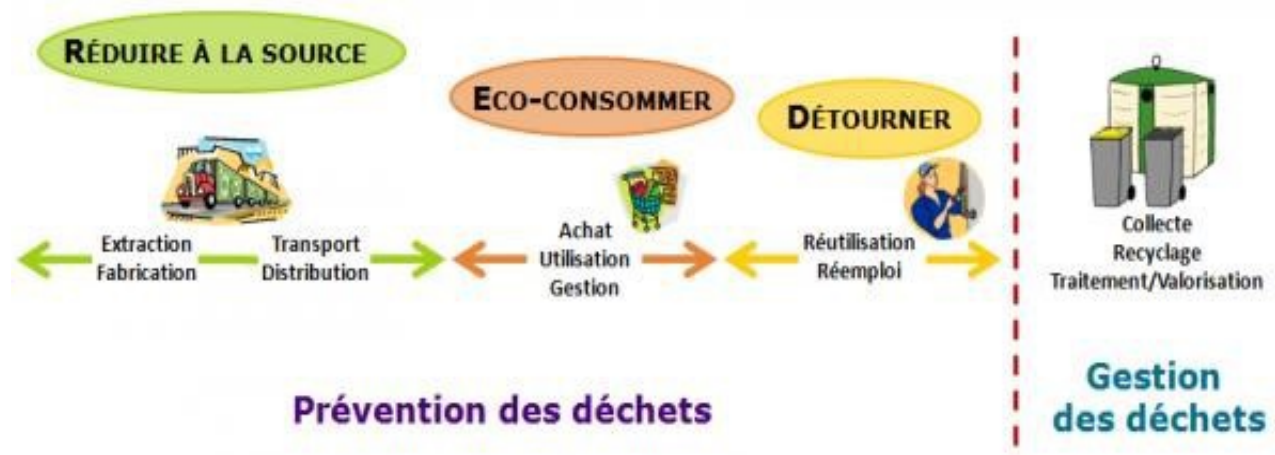 RÉDUIRE À LA SOURCE
ECO-CONSOMMER
DÉTOURNER
Extraction
Fabrication
Transport
Distribution
Achat
Utilisation
Gestion
Réutilisation
Réemploi
Collecte
Recyclage
Traitement/Valorisation
Prévention des déchets
Gestion
des déchets